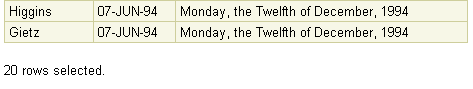 Higgins 07-JUN-94 Monday, the Twelfth of December, 1994
Gietz 07-JUN-94 Monday, the Twelfth of December, 1994
20 rows selected.